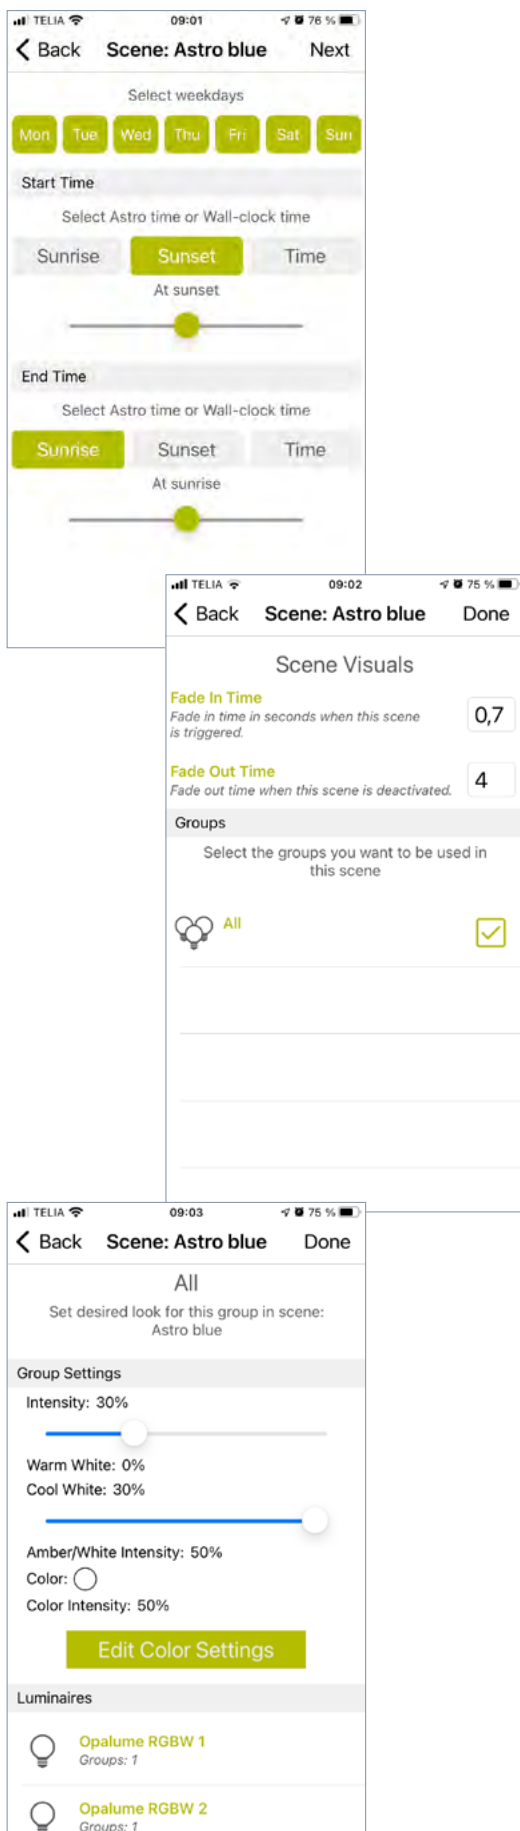 TELIA 09:01 76 %
Back Scene: Astro blue Next
Select weekdays
Mon Tue Wed Thu Fri Sat Sun
Start Time
Select Astro time or Wall-clock time
Sunrise Sunset Time
At sunset
End Time
Select Astro time or Wall-clock time
Sunrise Sunset Time
At sunrise
TELIA 09:02 75 %
Back Scene: Astro blue Done
Scene Visuals
Fade In Time
Fade in time in seconds when this scene
is triggered.
0,7
Fade Out Time
Fade out time when this scene is deactivated.
4
Groups
Select the groups you want to be used in
this scene
All
TELIA 09:03 75 %
Back Scene: Astro blue Done
All
Set desired look for this group in scene:
Astro blue
Group Settings
Intensity: 30%
Warm White: 0%
Cool White: 30%
Amber/White Intensity: 50%
Color:
Color Intensity: 50%
Edit Color Settings
Luminaires
Opalume RGBW 1
Groups: 1
Opalume RGBW 2
Groups: 1